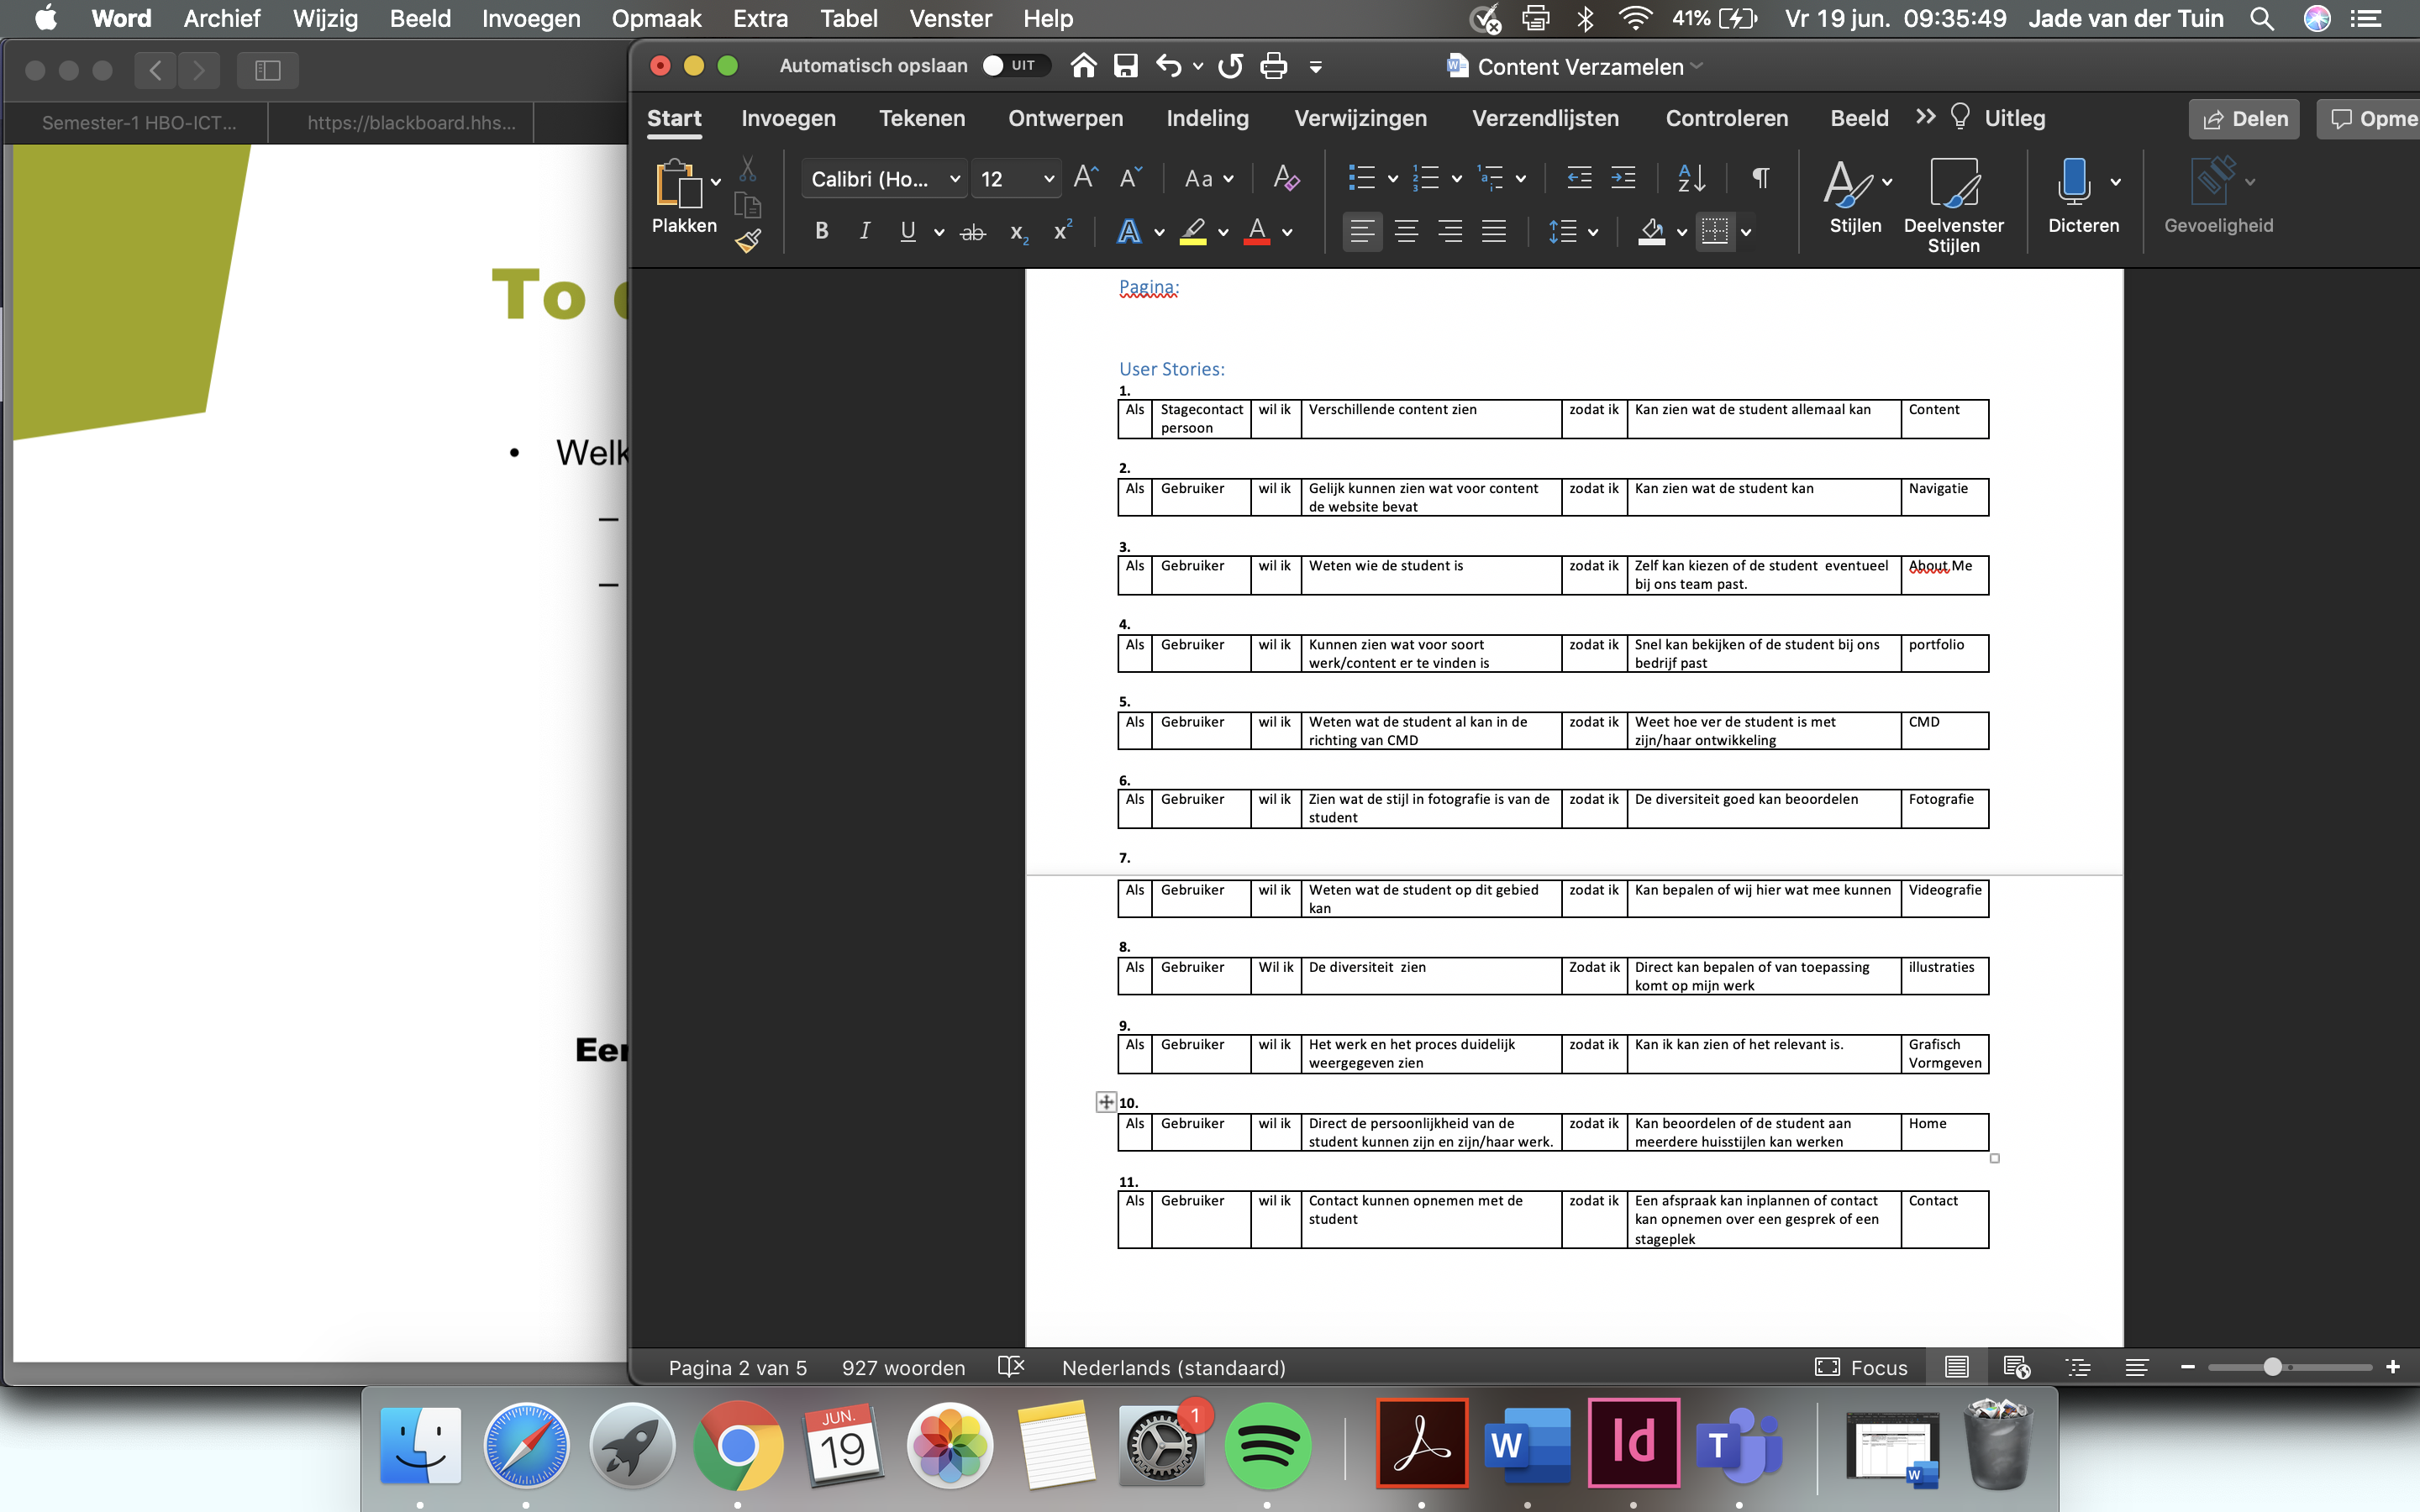 Word Archief Wijzig Beeld Invoegen Opmaak Extra Tabel Venster Help 41% Vr 19 jun. 09:35:49 Jade van der Tuin
Automatisch opslaan UIT Content Verzamelen
Semester-1 HBO-ICT... https://blackboard.hhs...
Start Invoegen Tekenen Ontwerpen Indeling Verwijzingen Verzendlijsten Controleren Beeld Uitleg Delen Opme
Calibri (Ho... 12
Plakken Stijlen Deelvenster Stijlen Dicteren Gevoeligheid
To
• Welk
–
–
Eer
Pagina:
User Stories:
1.
Als Stagecontact wil ik Verschillende content zien zodat ik Kan zien wat de student allemaal kan Content
persoon
2.
Als Gebruiker wil ik Gelijk kunnen zien wat voor content zodat ik Kan zien wat de student kan Navigatie
de website bevat
3.
Als Gebruiker wil ik Weten wie de student is zodat ik Zelf kan kiezen of de student eventueel About Me
bij ons team past.
4.
Als Gebruiker wil ik Kunnen zien wat voor soort zodat ik Snel kan bekijken of de student bij ons portfolio
werk/content er te vinden is bedrijf past
5.
Als Gebruiker wil ik Weten wat de student al kan in de zodat ik Weet hoe ver de student is met CMD
richting van CMD zijn/haar ontwikkeling
6.
Als Gebruiker wil ik Zien wat de stijl in fotografie is van de zodat ik De diversiteit goed kan beoordelen Fotografie
student
7.
Als Gebruiker wil ik Weten wat de student op dit gebied zodat ik Kan bepalen of wij hier wat mee kunnen Videografie
kan
8.
Als Gebruiker Wil ik De diversiteit zien Zodat ik Direct kan bepalen of van toepassing illustraties
komt op mijn werk
9.
Als Gebruiker wil ik Het werk en het proces duidelijk zodat ik Kan ik kan zien of het relevant is. Grafisch
weergegeven zien Vormgeven
10.
Als Gebruiker wil ik Direct de persoonlijkheid van de zodat ik Kan beoordelen of de student aan Home
student kunnen zijn en zijn/haar werk. meerdere huisstijlen kan werken
11.
Als Gebruiker wil ik Contact kunnen opnemen met de zodat ik Een afspraak kan inplannen of contact Contact
student kan opnemen over een gesprek of een
stageplek
Pagina 2 van 5 927 woorden Nederlands (standaard) Focus
JUN.
19
1
W
Id
T
W